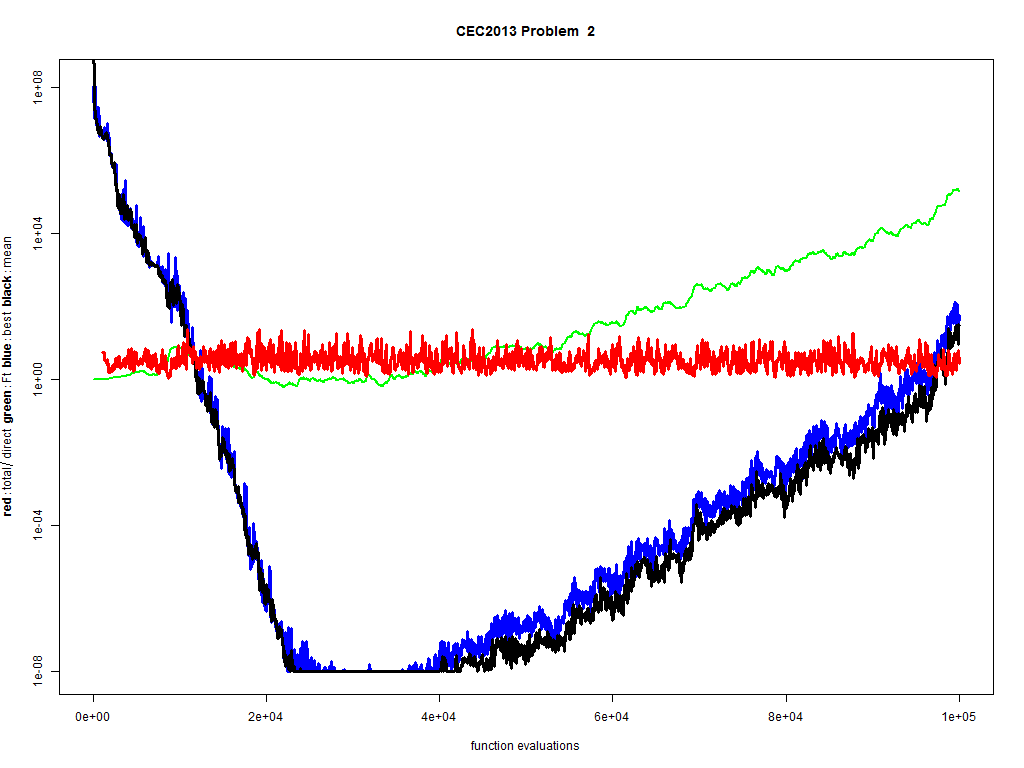 CEC2013 Problem 2
1e+08
1e+04
1e+00
1e-04
1e-08
red : total/ direct green : Ft blue : best black : mean
0e+00 2e+04 4e+04 6e+04 8e+04 1e+05
function evaluations